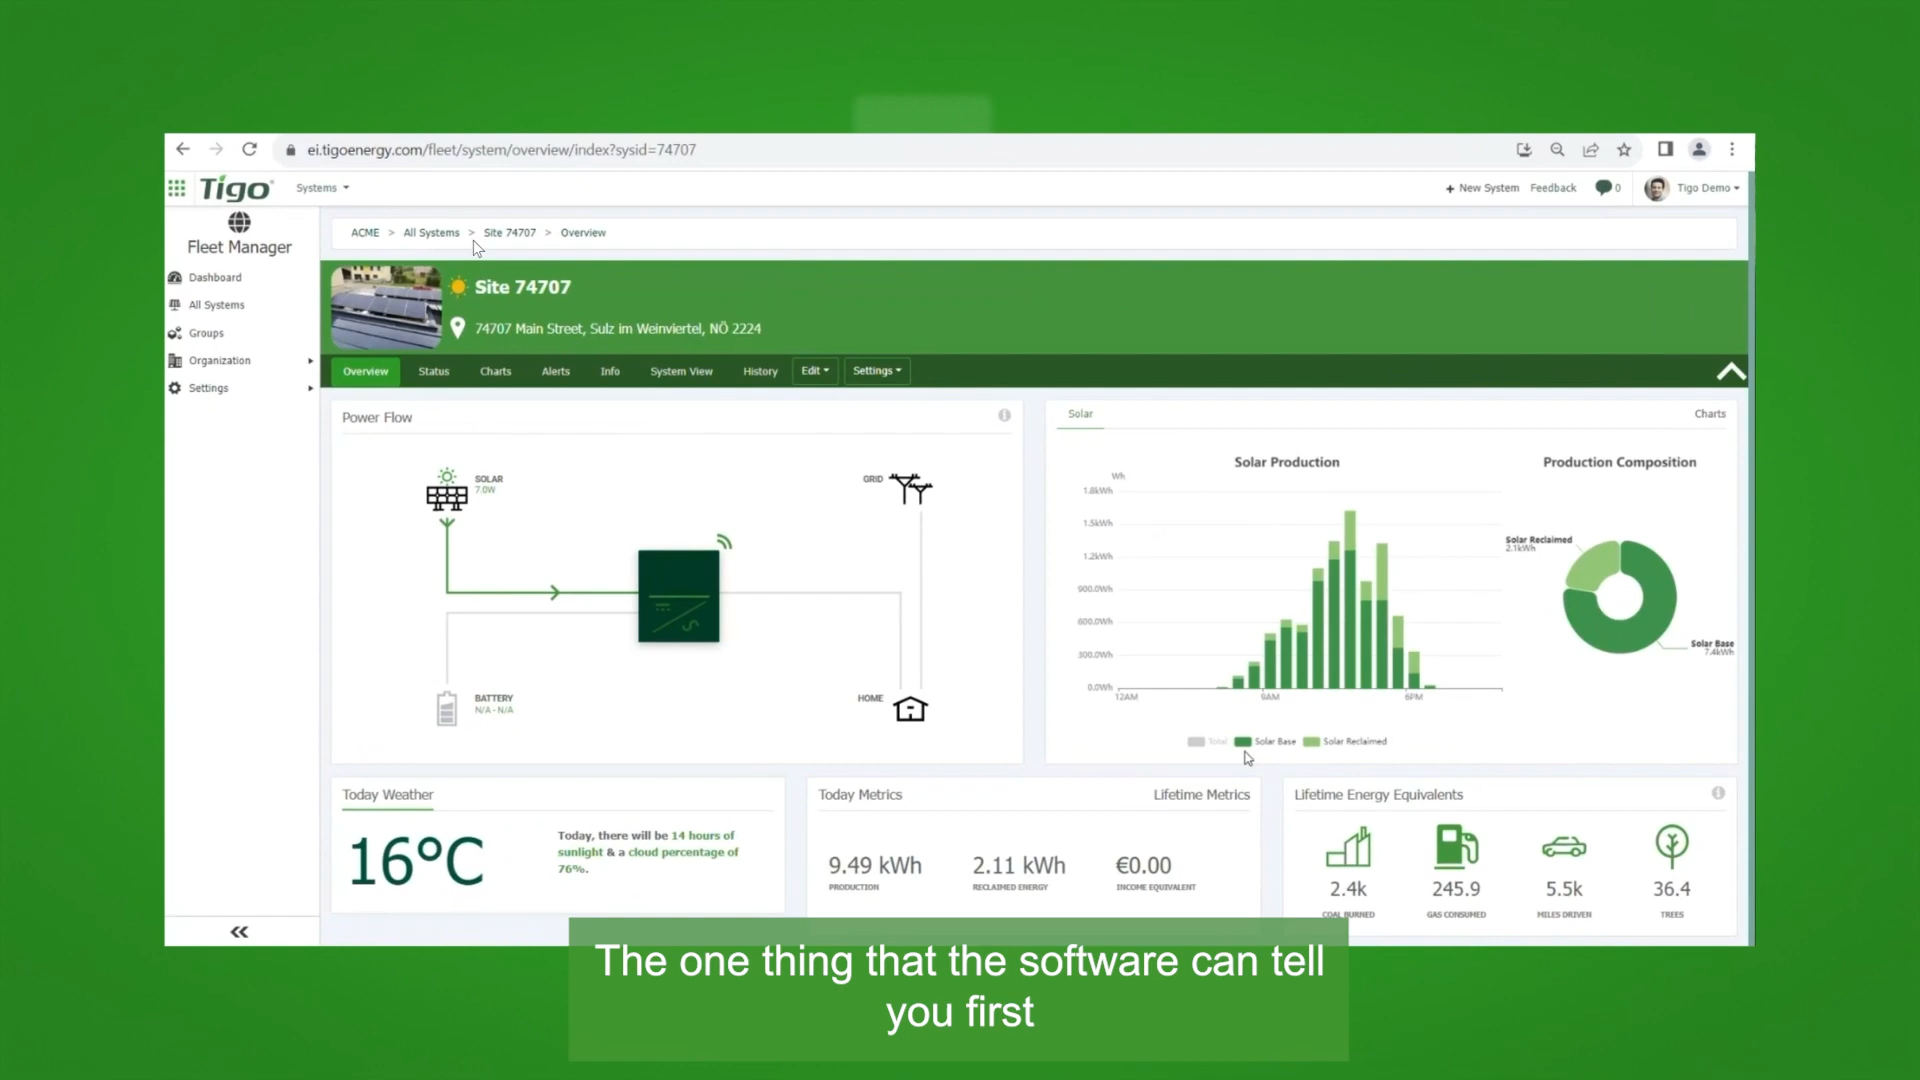 ei.tigoenergy.com/fleet/system/overview/index?sysid=74707
Tigo
Systems
+ New System
Feedback
0
Tigo Demo
Fleet Manager
Dashboard
All Systems
Groups
Organization
Settings
ACME > All Systems > Site 74707 > Overview
Site 74707
74707 Main Street, Sulz im Weinviertel, NÖ 2224
Overview
Status
Charts
Alerts
Info
System View
History
Edit
Settings
Power Flow
SOLAR
7.0W
GRID
BATTERY
N/A - N/A
HOME
Solar
Charts
Solar Production
Wh
1.8kWh
1.5kWh
1.2kWh
900.0Wh
600.0Wh
300.0Wh
0.0Wh
12AM
9AM
6PM
Total
Solar Base
Solar Reclaimed
Production Composition
Solar Reclaimed
2.1kWh
Solar Base
7.4kWh
Today Weather
16°C
Today, there will be 14 hours of
sunlight & a cloud percentage of
76%.
Today Metrics
Lifetime Metrics
9.49 kWh
PRODUCTION
2.11 kWh
RECLAIMED ENERGY
€0.00
INCOME EQUIVALENT
Lifetime Energy Equivalents
2.4k
COAL BURNED
245.9
GAS CONSUMED
5.5k
MILES DRIVEN
36.4
TREES
The one thing that the software can tell
you first